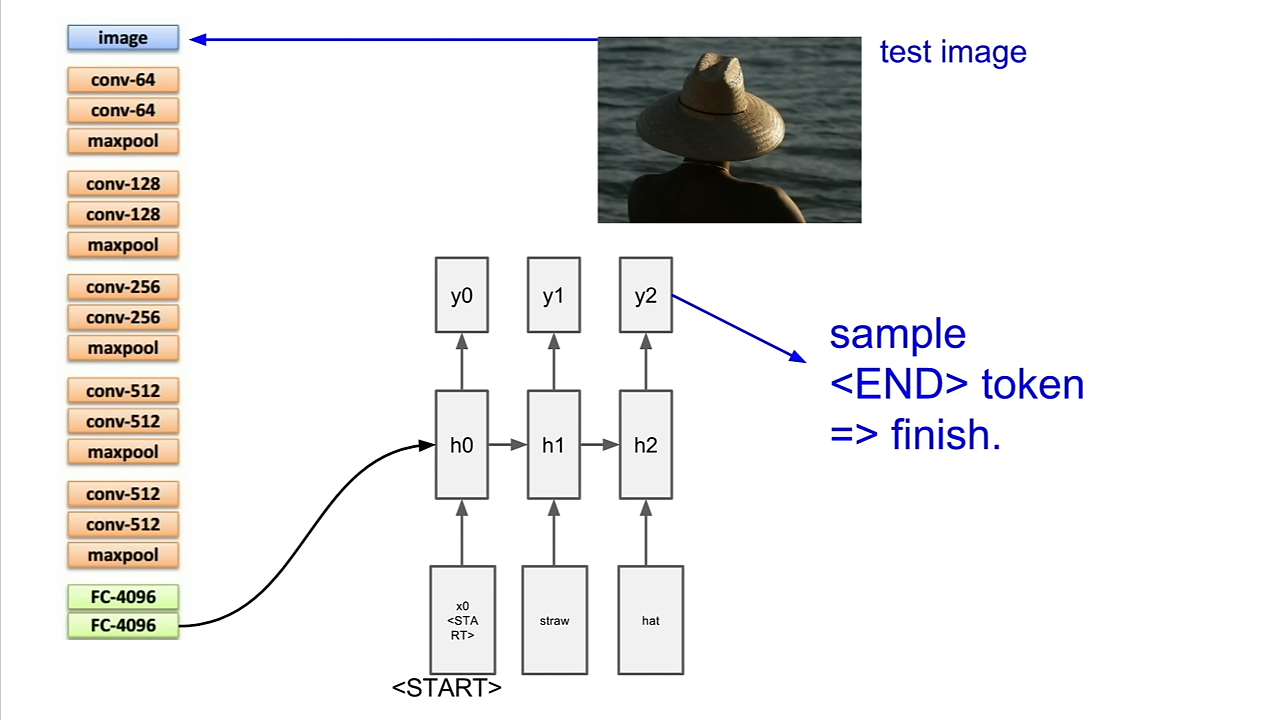 image
conv-64
conv-64
maxpool
conv-128
conv-128
maxpool
conv-256
conv-256
maxpool
conv-512
conv-512
maxpool
conv-512
conv-512
maxpool
FC-4096
FC-4096
test image
y0
y1
y2
sample
<END> token
=> finish.
h0
h1
h2
x0
<STA
RT>
straw
hat
<START>